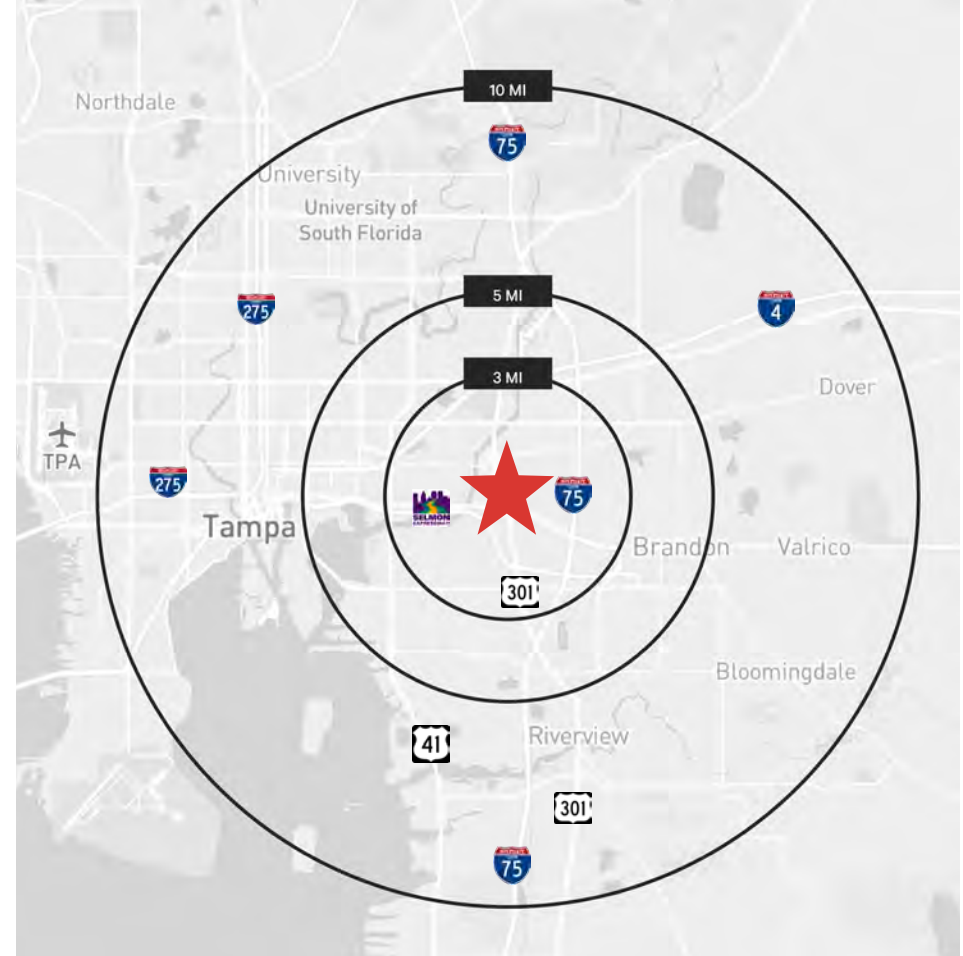 10 MI
Northdale
75
University
University of
South Florida
5 MI
275
4
3 MI
Dover
TPA
275
75
SELMON
Tampa
Brandon
Valrico
301
Bloomingdale
41
Riverview
301
75